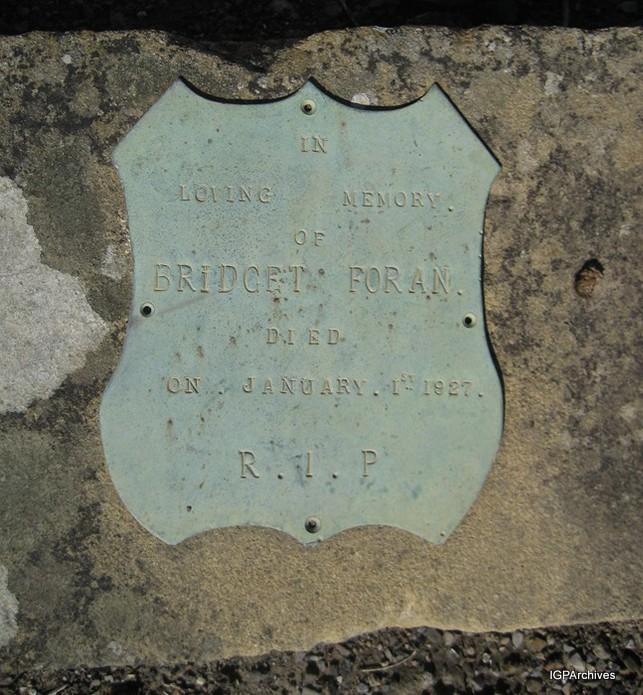 IN
LOVING MEMORY.
OF
BRIDGET FORAN.
DIED
ON . JANUARY. 1ST 1927.
R.I.P
IGPArchives